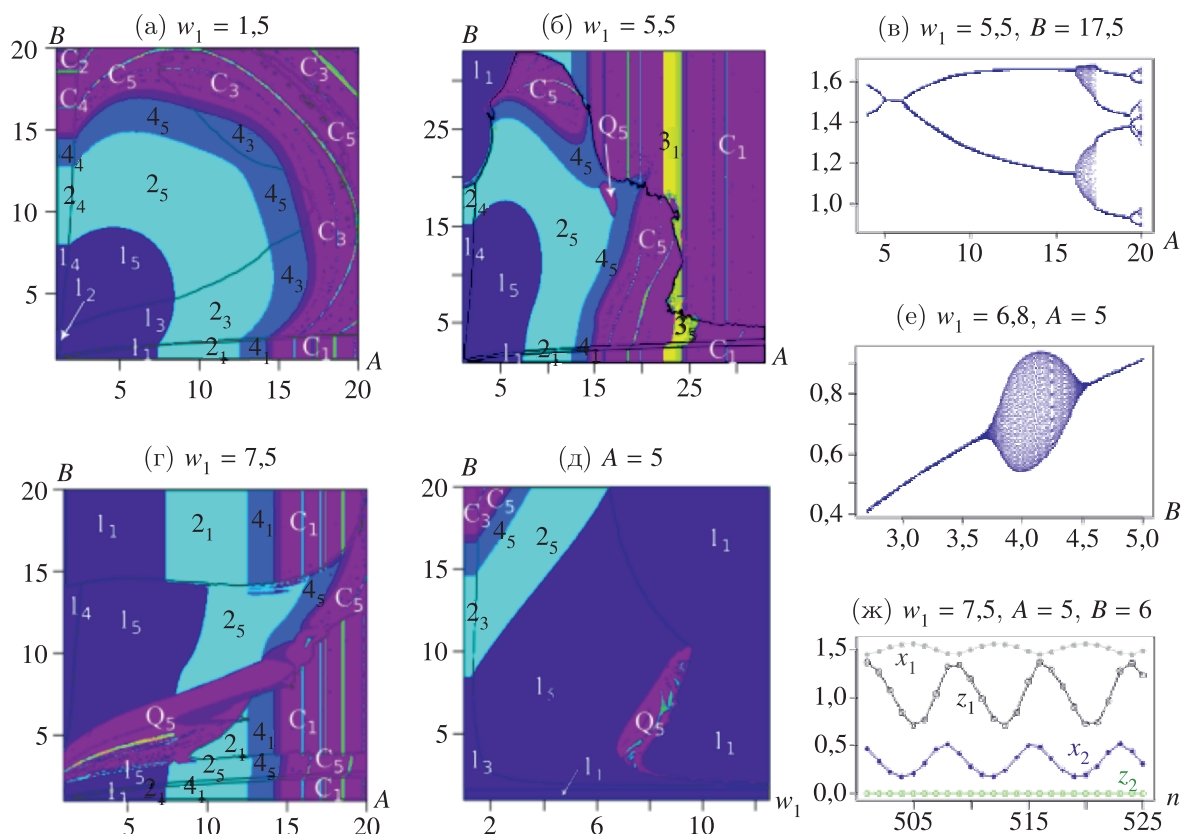 (а) w₁ = 1,5
B
20
15
10
5
5
10
15
20
A
C₂
C₄
C₅
C₃
C₃
C₅
C₃
4₅
4₃
4₄
2₄
2₅
4₅
1₄
1₅
1₂
1₃
2₃
4₃
1₁
2₁
4₁
C₁
(б) w₁ = 5,5
B
25
15
5
5
15
25
A
1₁
C₅
Q₅
4₅
3₁
C₁
2₄
2₅
1₄
1₅
4₅
C₅
3₅
1₁
2₁
4₁
C₁
(в) w₁ = 5,5, B = 17,5
1,6
1,4
1,2
1,0
5
10
15
20
A
(е) w₁ = 6,8, A = 5
0,8
0,6
0,4
3,0
3,5
4,0
4,5
5,0
B
(г) w₁ = 7,5
B
20
15
10
5
5
10
15
20
A
1₁
2₁
4₁
C₁
1₄
1₅
2₅
4₅
C₅
Q₅
1₅
2₁
4₁
C₁
2₅
4₅
C₅
1₁
2₁
4₁
C₁
(д) A = 5
B
20
15
10
5
2
6
10
w₁
C₃
C₅
4₅
2₅
1₁
2₃
1₅
Q₅
1₁
1₃
1₁
(ж) w₁ = 7,5, A = 5, B = 6
1,5
1,0
0,5
0,0
x₁
z₁
x₂
z₂
505
515
525
n